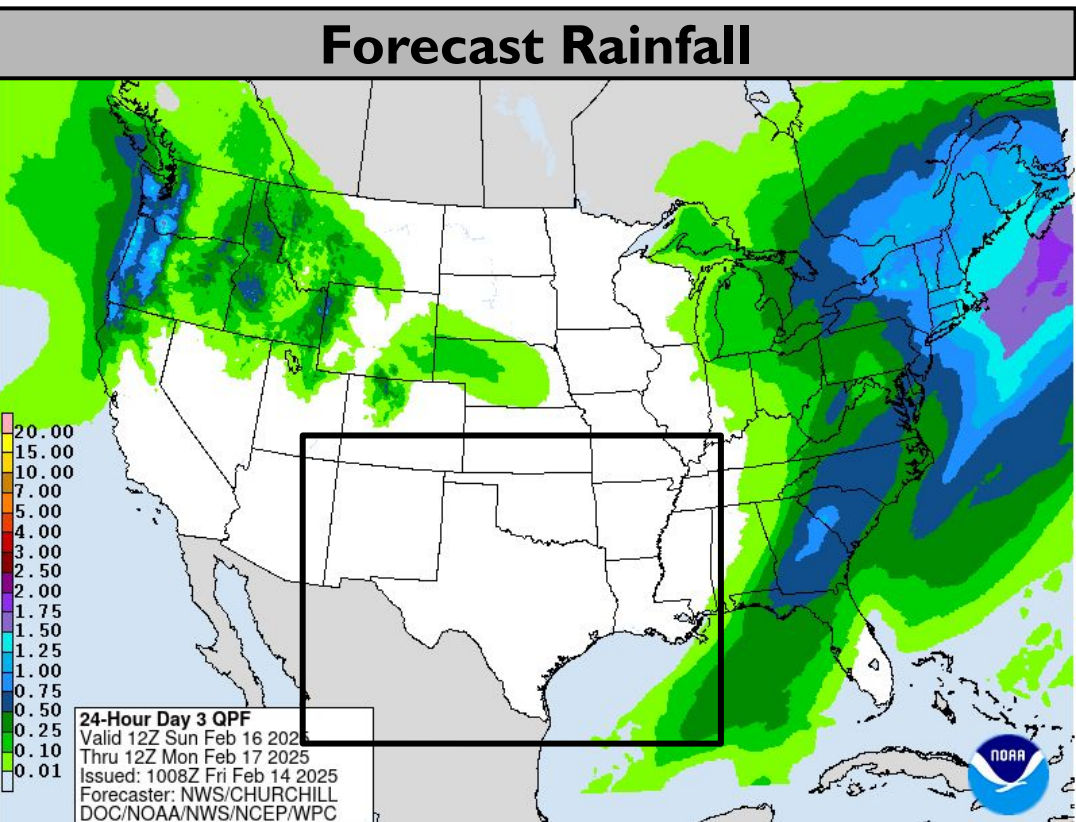 Forecast Rainfall
20.00
15.00
10.00
7.00
5.00
4.00
3.00
2.50
2.00
1.75
1.50
1.25
1.00
0.75
0.50
0.25
0.10
0.01
24-Hour Day 3 QPF
Valid 12Z Sun Feb 16 2025
Thru 12Z Mon Feb 17 2025
Issued: 1008Z Fri Feb 14 2025
Forecaster: NWS/CHURCHILL
DOC/NOAA/NWS/NCEP/WPC
NOAA